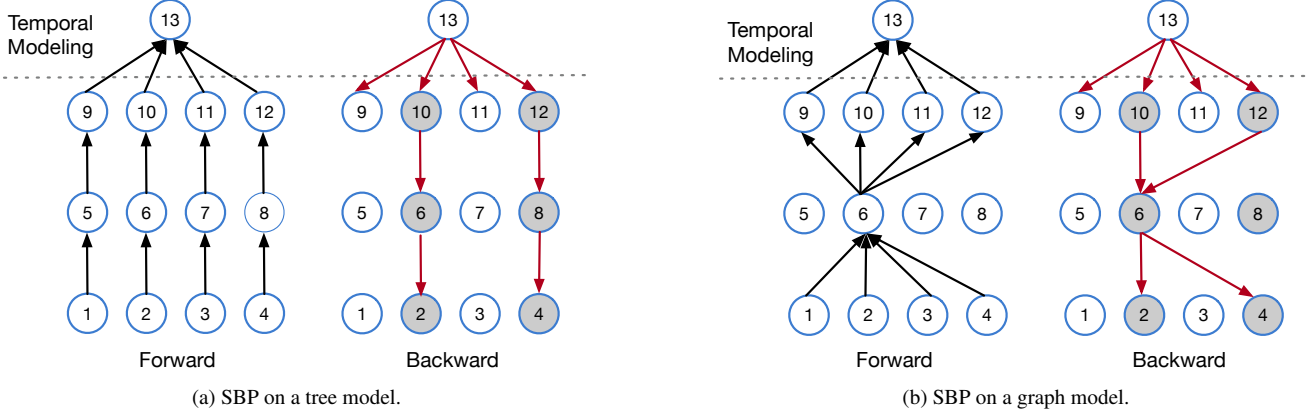 Temporal
Modeling
13
13
9 10 11 12
9 10 11 12
5 6 7 8
5 6 7 8
1 2 3 4
1 2 3 4
Forward
Backward
(a) SBP on a tree model.
Temporal
Modeling
13
13
9 10 11 12
9 10 11 12
5 6 7 8
5 6 7 8
1 2 3 4
1 2 3 4
Forward
Backward
(b) SBP on a graph model.